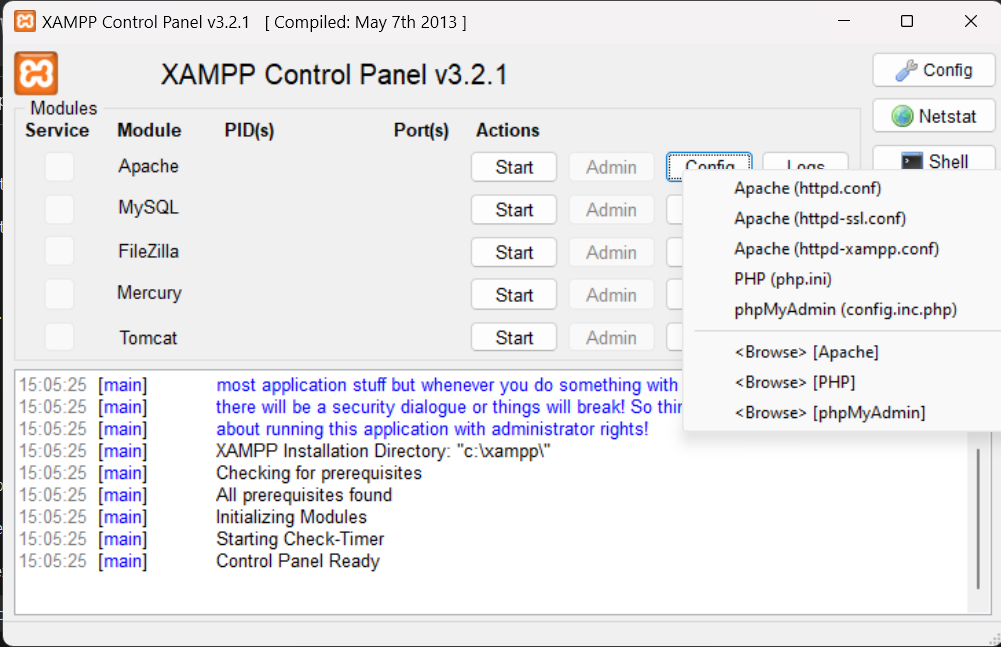 XAMPP Control Panel v3.2.1 [ Compiled: May 7th 2013 ]
XAMPP Control Panel v3.2.1
Config
Netstat
Shell
Modules
Service Module PID(s) Port(s) Actions
Apache Start Admin Config Logs
MySQL Start Admin
FileZilla Start Admin
Mercury Start Admin
Tomcat Start Admin
Apache (httpd.conf)
Apache (httpd-ssl.conf)
Apache (httpd-xampp.conf)
PHP (php.ini)
phpMyAdmin (config.inc.php)
<Browse> [Apache]
<Browse> [PHP]
<Browse> [phpMyAdmin]
15:05:25 [main] most application stuff but whenever you do something with
15:05:25 [main] there will be a security dialogue or things will break! So
15:05:25 [main] about running this application with administrator rights!
15:05:25 [main] XAMPP Installation Directory: "c:\xampp\"
15:05:25 [main] Checking for prerequisites
15:05:25 [main] All prerequisites found
15:05:25 [main] Initializing Modules
15:05:25 [main] Starting Check-Timer
15:05:25 [main] Control Panel Ready